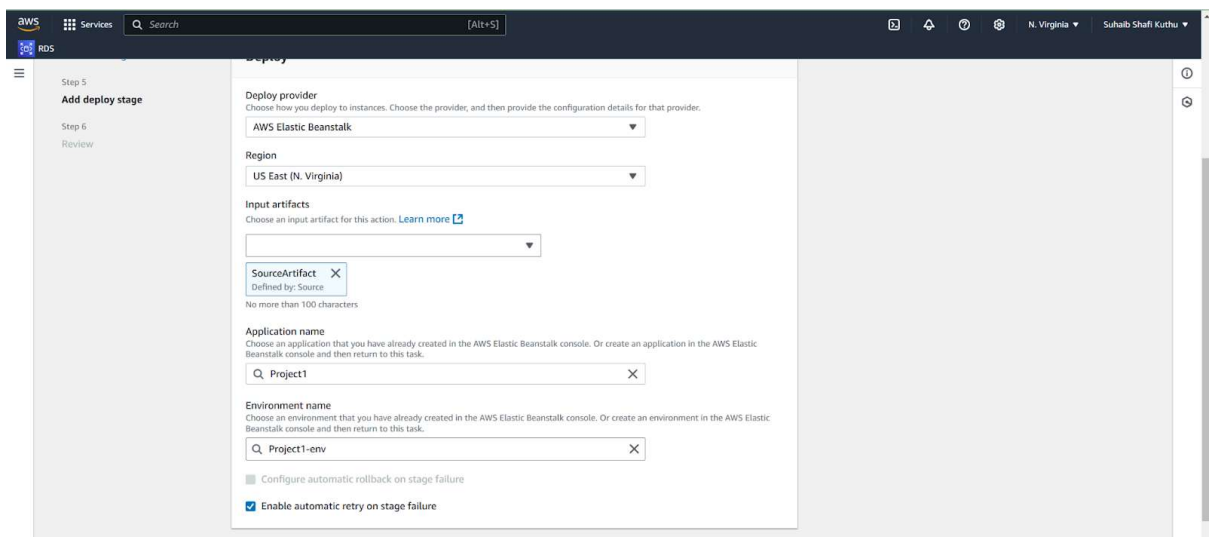 aws
Services
Search
[Alt+S]
N. Virginia ▼
Suhaib Shafi Kuthu ▼
RDS
Step 5
Add deploy stage
Step 6
Review
Deploy
Deploy provider
Choose how you deploy to instances. Choose the provider, and then provide the configuration details for that provider.
AWS Elastic Beanstalk
Region
US East (N. Virginia)
Input artifacts
Choose an input artifact for this action. Learn more
SourceArtifact
Defined by: Source
No more than 100 characters
Application name
Choose an application that you have already created in the AWS Elastic Beanstalk console. Or create an application in the AWS Elastic
Beanstalk console and then return to this task.
Project1
Environment name
Choose an environment that you have already created in the AWS Elastic Beanstalk console. Or create an environment in the AWS Elastic
Beanstalk console and then return to this task.
Project1-env
Configure automatic rollback on stage failure
Enable automatic retry on stage failure